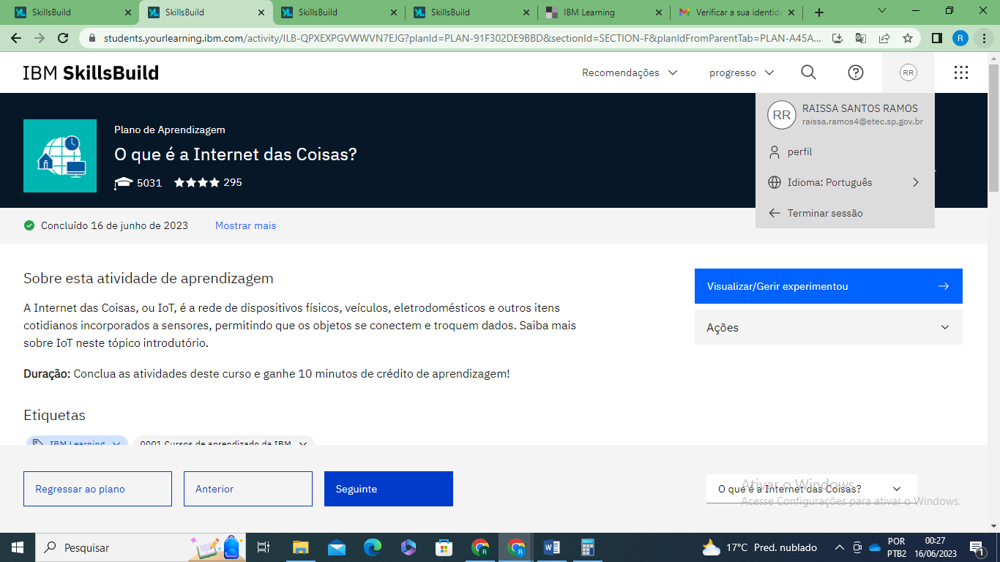 SkillsBuild
SkillsBuild
SkillsBuild
SkillsBuild
IBM Learning
Verificar a sua identida
students.yourlearning.ibm.com/activity/ILB-QPXEXPGVWWVN7EJG?planId=PLAN-91F302DE9BBD&sectionId=SECTION-F&planIdFromParentTab=PLAN-A45A...
R
IBM SkillsBuild
Recomendações
progresso
RR
RR
RAISSA SANTOS RAMOS
raissa.ramos4@etec.sp.gov.br
perfil
Idioma: Português
Terminar sessão
Plano de Aprendizagem
O que é a Internet das Coisas?
5031
295
Concluído 16 de junho de 2023
Mostrar mais
Sobre esta atividade de aprendizagem
A Internet das Coisas, ou IoT, é a rede de dispositivos físicos, veículos, eletrodomésticos e outros itens
cotidianos incorporados a sensores, permitindo que os objetos se conectem e troquem dados. Saiba mais
sobre IoT neste tópico introdutório.
Duração: Conclua as atividades deste curso e ganhe 10 minutos de crédito de aprendizagem!
Visualizar/Gerir experimentou
Ações
Etiquetas
IBM Learning
0001 Cursos de aprendizado da IBM
Regressar ao plano
Anterior
Seguinte
O que é a Internet das Coisas?
Ativar o Windows
Acesse Configurações para ativar o Windows.
Pesquisar
17°C Pred. nublado
POR
PTB2
00:27
16/06/2023
1